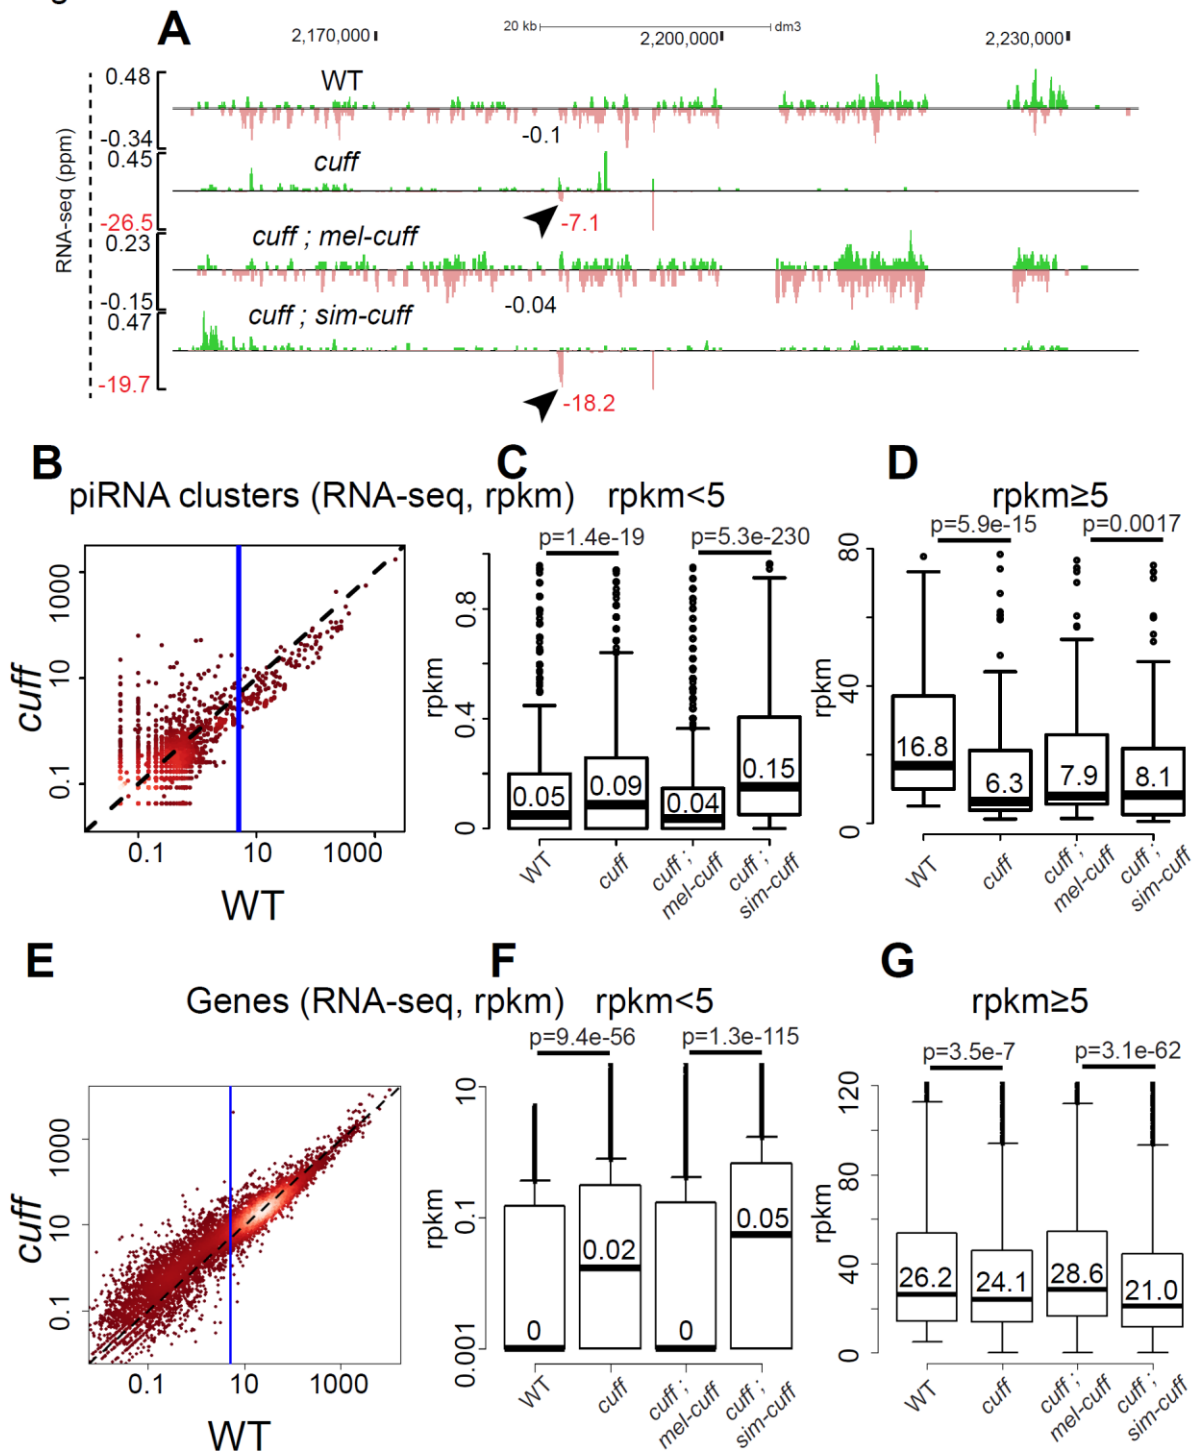 A
20 kb
dm3
2,170,000
2,200,000
2,230,000
RNA-seq (ppm)
0.48
WT
-0.34
-0.1
0.45
cuff
-26.5
-7.1
0.23
cuff ; mel-cuff
-0.15
-0.04
0.47
cuff ; sim-cuff
-19.7
-18.2
B
C
D
piRNA clusters (RNA-seq, rpkm)
rpkm<5
rpkm≥5
cuff
1000
10
0.1
0.1
10
1000
WT
p=1.4e-19
p=5.3e-230
rpkm
0.8
0.4
0
0.05
0.09
0.04
0.15
WT
cuff
cuff ;
mel-cuff
cuff ;
sim-cuff
p=5.9e-15
p=0.0017
rpkm
80
40
0
16.8
6.3
7.9
8.1
WT
cuff
cuff ;
mel-cuff
cuff ;
sim-cuff
E
F
G
Genes (RNA-seq, rpkm)
rpkm<5
rpkm≥5
cuff
1000
10
0.1
0.1
10
1000
WT
p=9.4e-56
p=1.3e-115
rpkm
10
0.1
0.001
0
0.02
0
0.05
WT
cuff
cuff ;
mel-cuff
cuff ;
sim-cuff
p=3.5e-7
p=3.1e-62
rpkm
120
80
40
0
26.2
24.1
28.6
21.0
WT
cuff
cuff ;
mel-cuff
cuff ;
sim-cuff